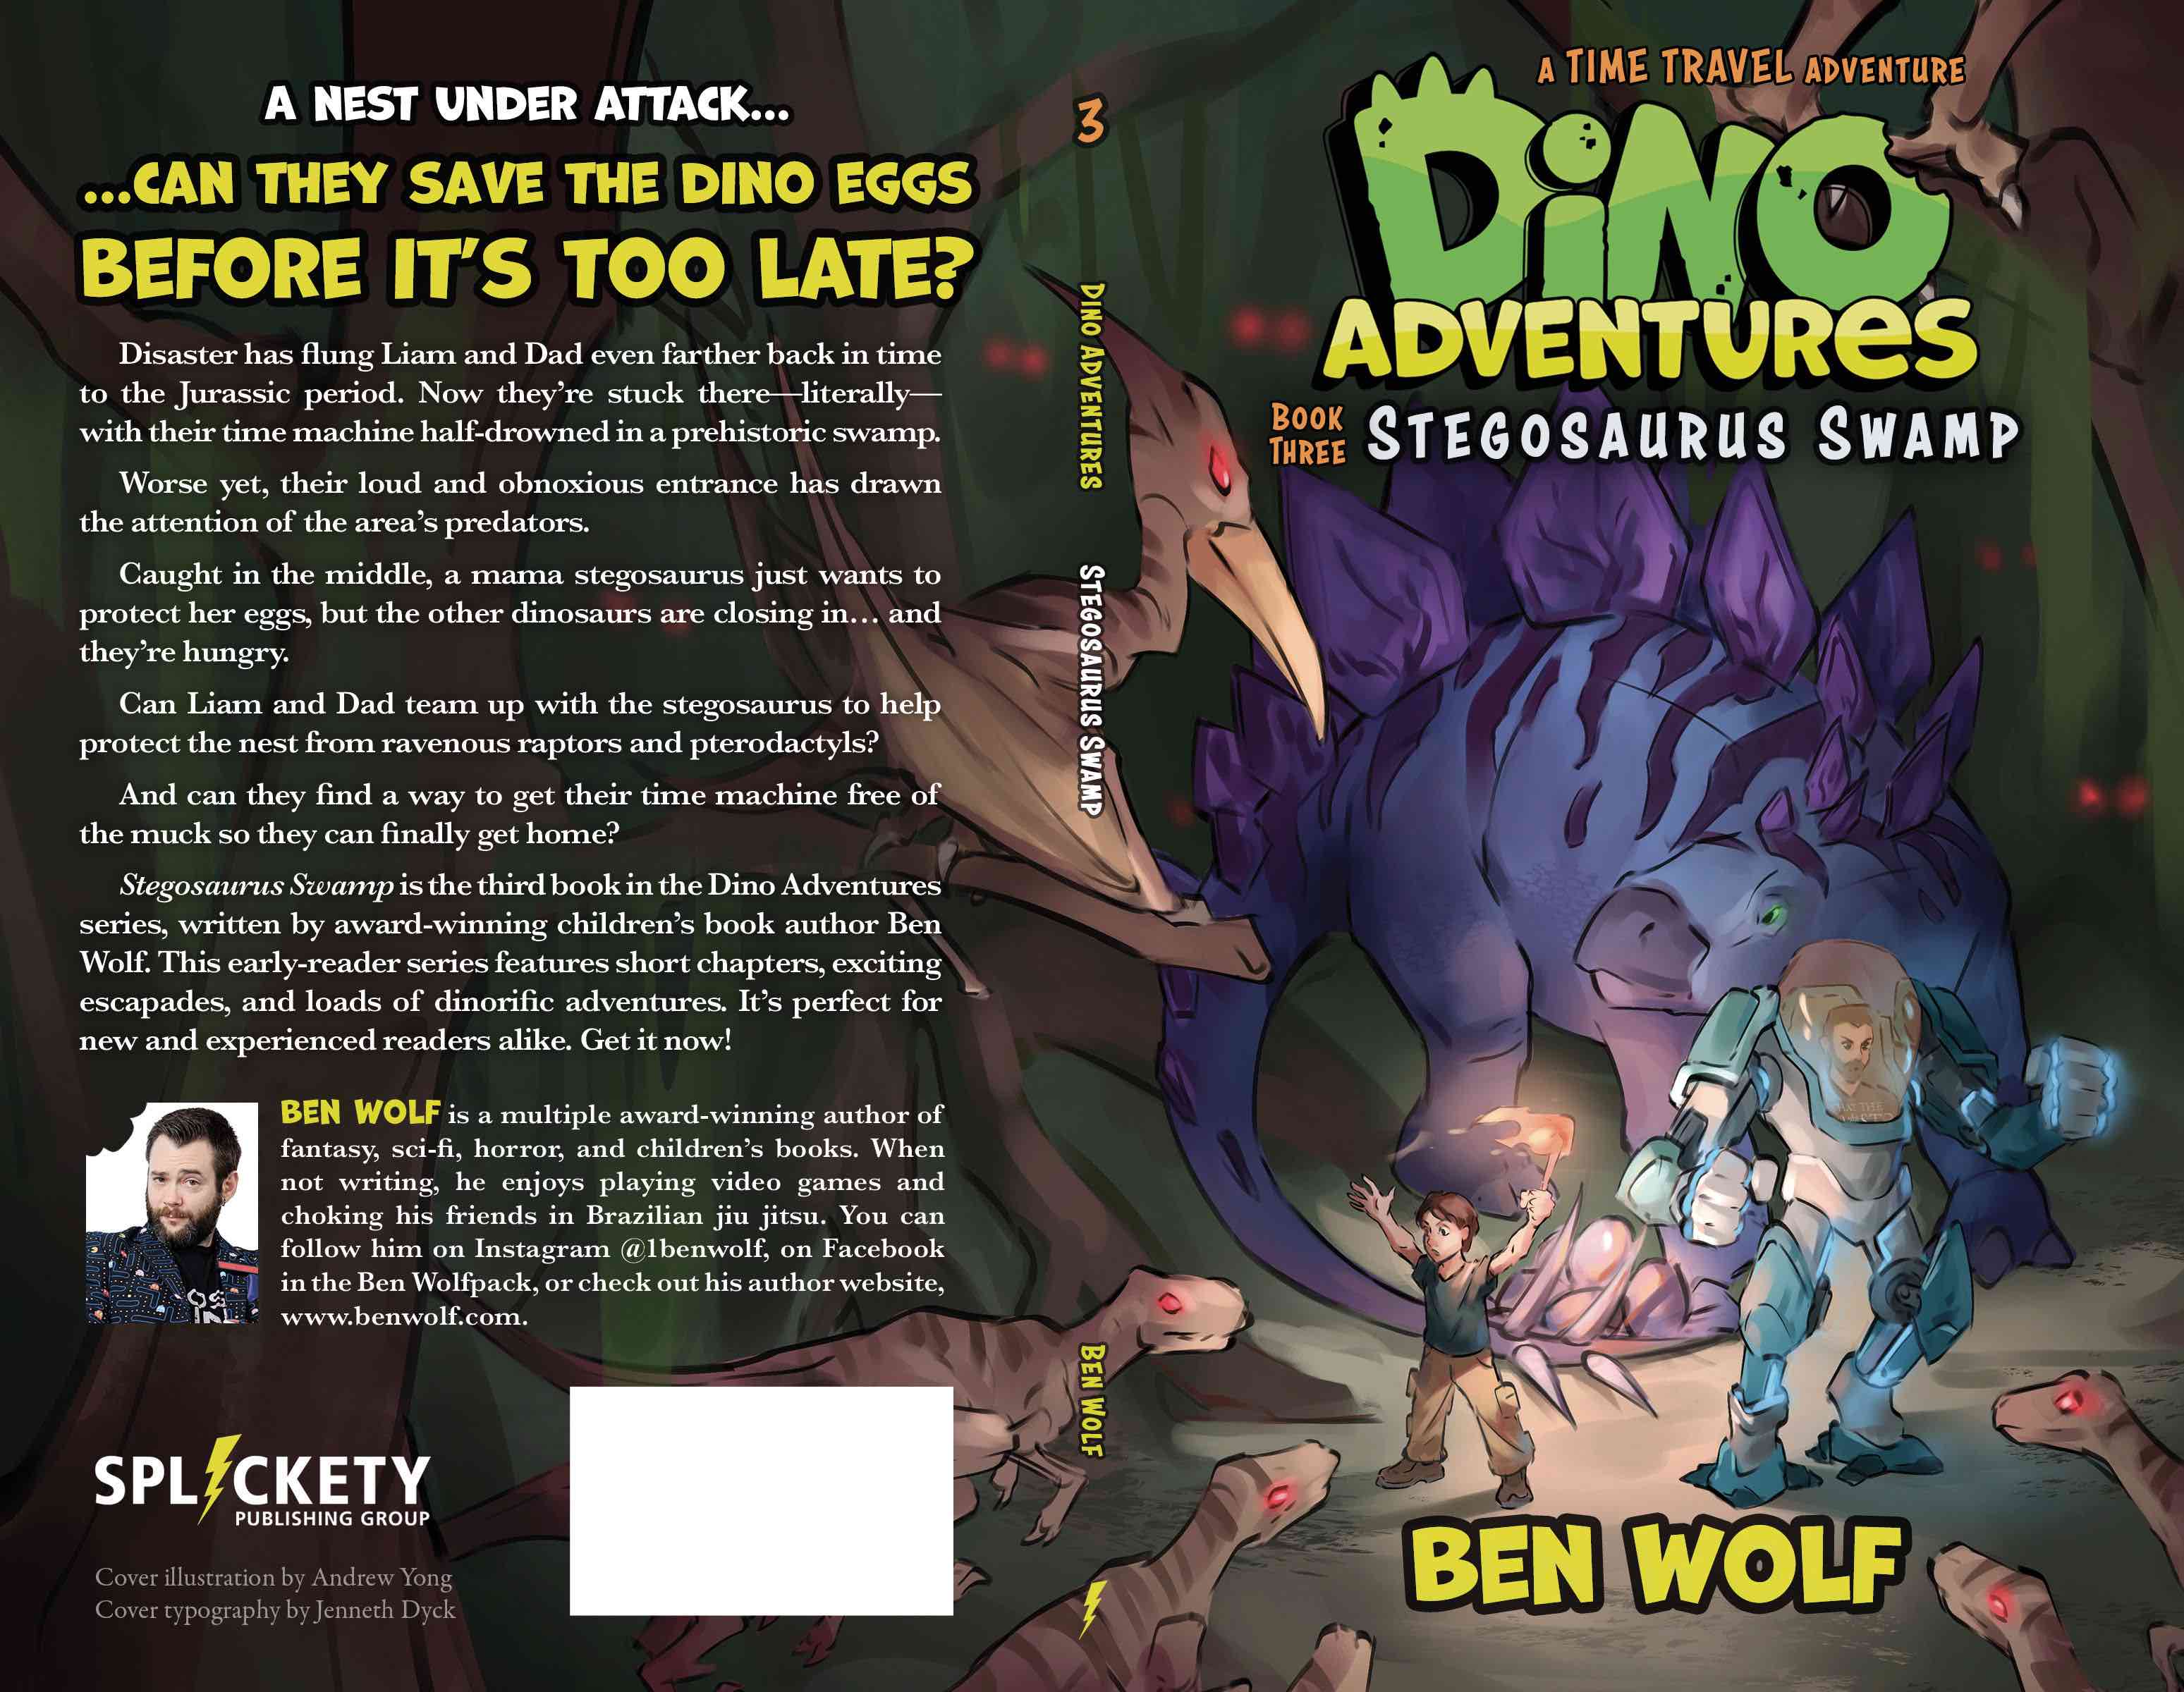 A NEST UNDER ATTACK...
...CAN THEY SAVE THE DINO EGGS
BEFORE IT'S TOO LATE?
Disaster has flung Liam and Dad even farther back in time
to the Jurassic period. Now they're stuck there—literally—
with their time machine half-drowned in a prehistoric swamp.
Worse yet, their loud and obnoxious entrance has drawn
the attention of the area's predators.
Caught in the middle, a mama stegosaurus just wants to
protect her eggs, but the other dinosaurs are closing in… and
they're hungry.
Can Liam and Dad team up with the stegosaurus to help
protect the nest from ravenous raptors and pterodactyls?
And can they find a way to get their time machine free of
the muck so they can finally get home?
Stegosaurus Swamp is the third book in the Dino Adventures
series, written by award-winning children's book author Ben
Wolf. This early-reader series features short chapters, exciting
escapades, and loads of dinorific adventures. It's perfect for
new and experienced readers alike. Get it now!
BEN WOLF is a multiple award-winning author of
fantasy, sci-fi, horror, and children's books. When
not writing, he enjoys playing video games and
choking his friends in Brazilian jiu jitsu. You can
follow him on Instagram @1benwolf, on Facebook
in the Ben Wolfpack, or check out his author website,
www.benwolf.com.
SPLICKETY
PUBLISHING GROUP
Cover illustration by Andrew Yong
Cover typography by Jenneth Dyck
3
DINO ADVENTURES
STEGOSAURUS SWAMP
BEN WOLF
A TIME TRAVEL ADVENTURE
DiNO
ADVENTUReS
BOOK THREE STEGOSAURUS SWAMP
BEN WOLF